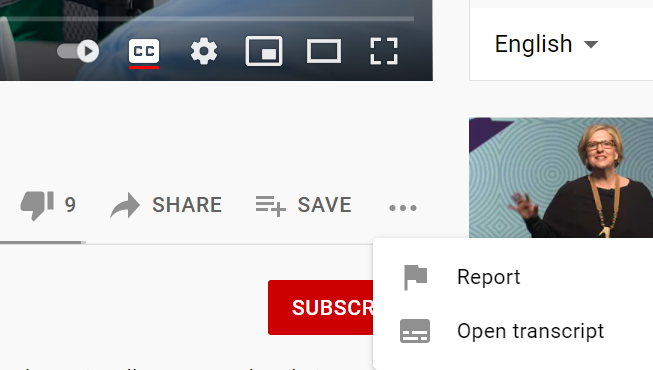 CC
English
9 SHARE SAVE
Report
SUBSCR
Open transcript